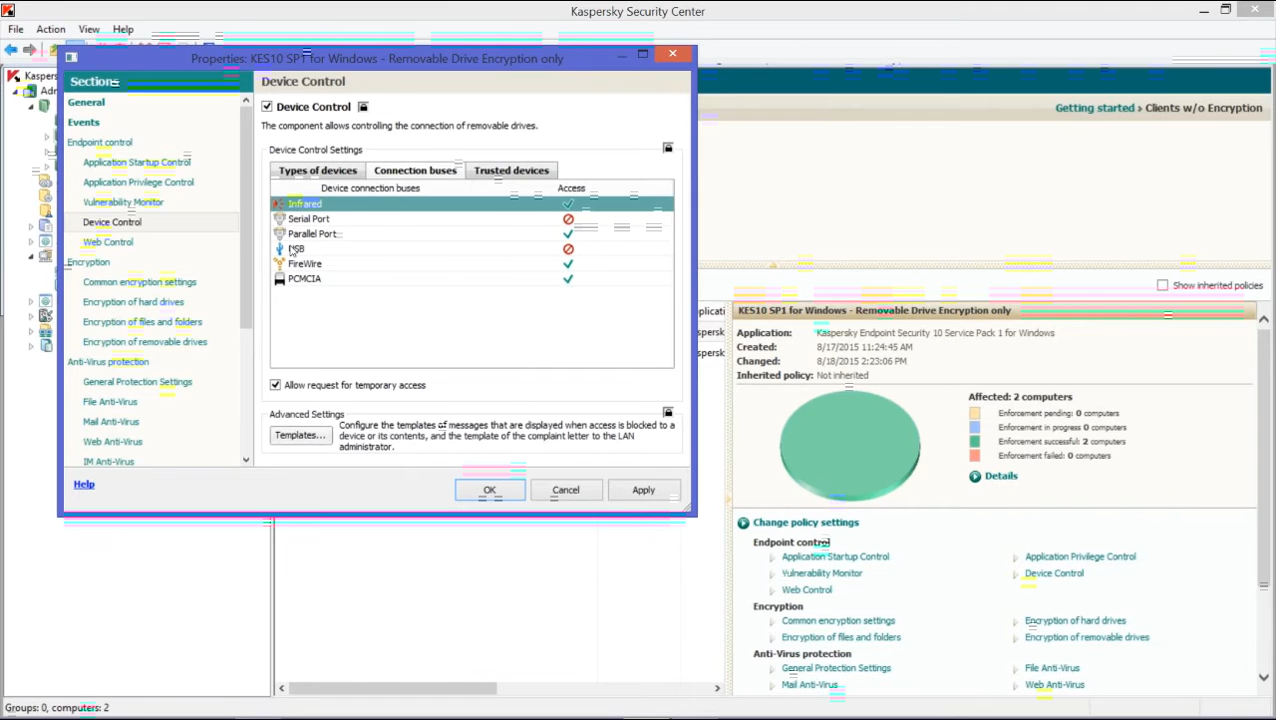 Kaspersky Security Center
File Action View Help
Properties: KES10 SP1 for Windows - Removable Drive Encryption only
Kaspers
Sections
General
Events
Endpoint control
Application Startup Control
Application Privilege Control
Vulnerability Monitor
Device Control
Web Control
Encryption
Common encryption settings
Encryption of hard drives
Encryption of files and folders
Encryption of removable drives
Anti-Virus protection
General Protection Settings
File Anti-Virus
Mail Anti-Virus
Web Anti-Virus
IM Anti-Virus
Device Control
Device Control
The component allows controlling the connection of removable drives.
Device Control Settings
Types of devices Connection buses Trusted devices
Device connection buses Access
Infrared
Serial Port
Parallel Port
USB
FireWire
PCMCIA
Allow request for temporary access
Advanced Settings
Templates...
Configure the templates of messages that are displayed when access is blocked to a
device or its contents, and the template of the complaint letter to the LAN
administrator.
Help
OK Cancel Apply
Getting started › Clients w/o Encryption
Show inherited policies
KES10 SP1 for Windows - Removable Drive Encryption only
Application: Kaspersky Endpoint Security 10 Service Pack 1 for Windows
Created: 8/17/2015 11:24:45 AM
Changed: 8/18/2015 2:23:06 PM
Inherited policy: Not inherited
Affected: 2 computers
Enforcement pending: 0 computers
Enforcement in progress 0 computers
Enforcement successful: 2 computers
Enforcement failed: 0 computers
Details
Change policy settings
Endpoint control
Application Startup Control Application Privilege Control
Vulnerability Monitor Device Control
Web Control
Encryption
Common encryption settings Encryption of hard drives
Encryption of files and folders Encryption of removable drives
Anti-Virus protection
General Protection Settings File Anti-Virus
Mail Anti-Virus Web Anti-Virus
Groups: 0, computers: 2